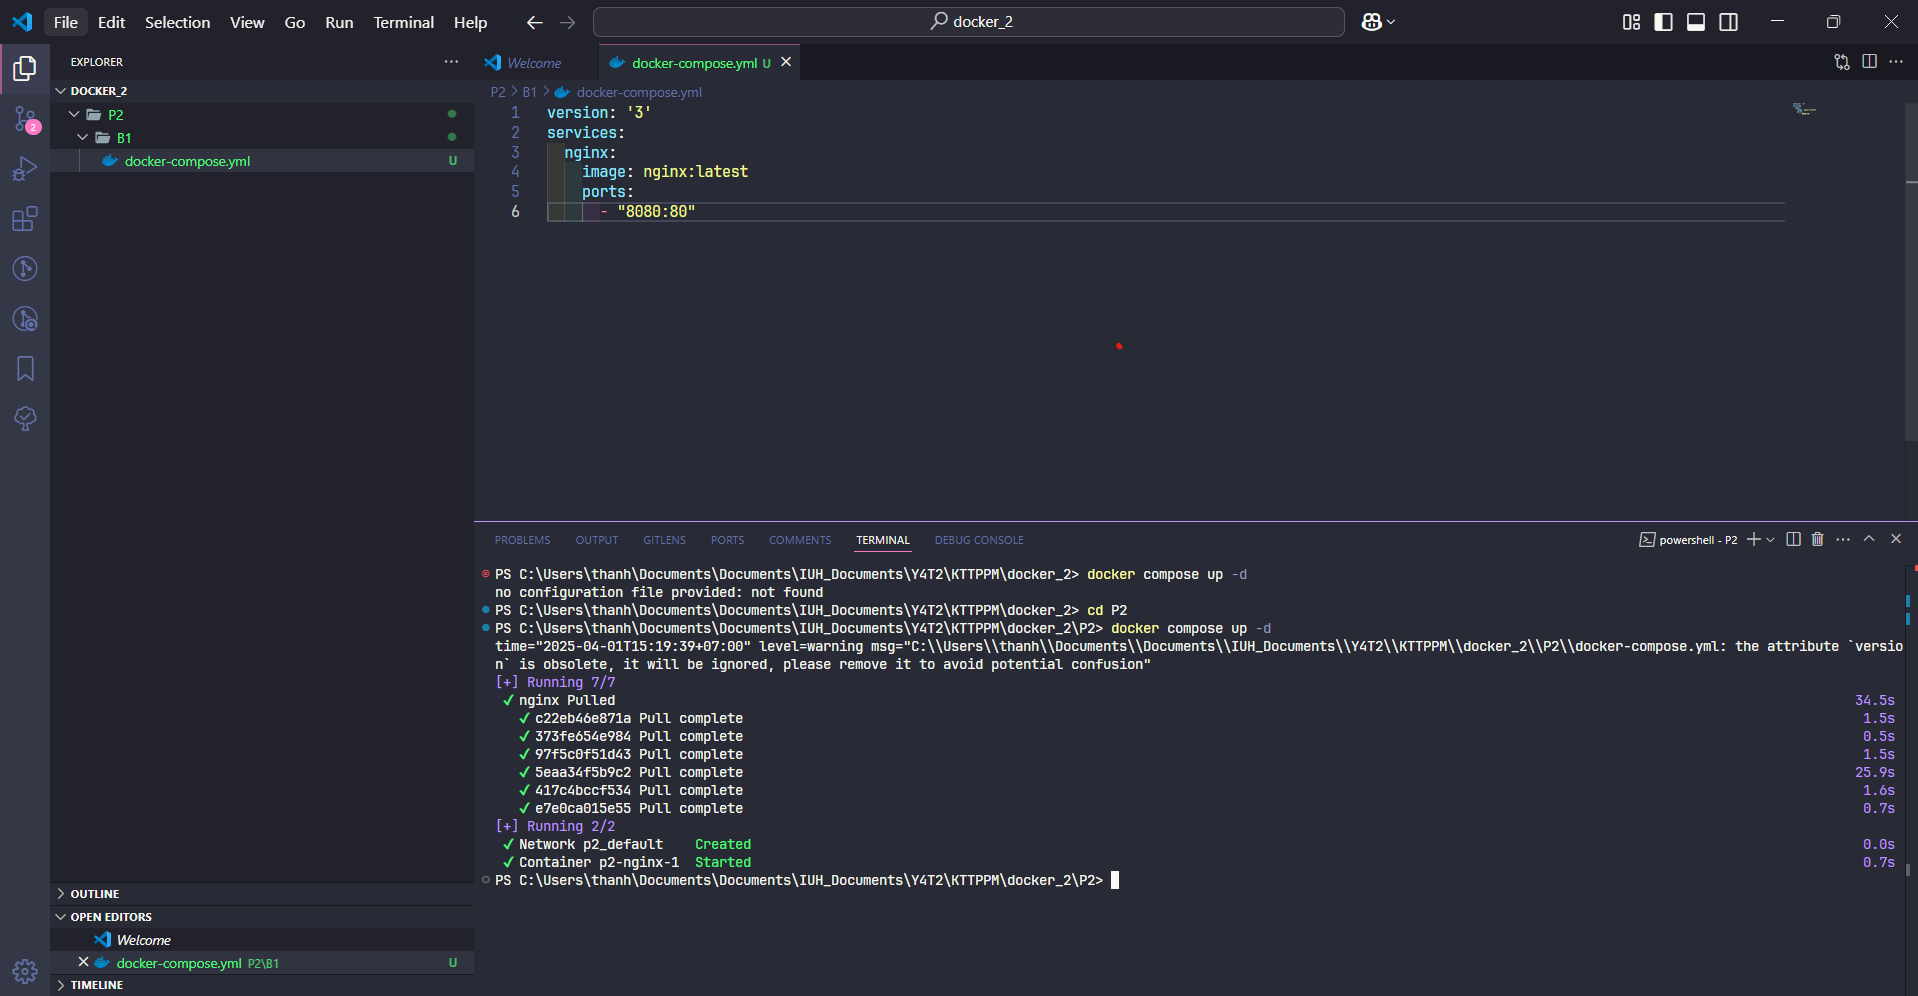 File Edit Selection View Go Run Terminal Help docker_2
EXPLORER
DOCKER_2
P2
B1
docker-compose.yml U
2
Welcome docker-compose.yml U
P2 > B1 > docker-compose.yml
1 version: '3'
2 services:
3 nginx:
4 image: nginx:latest
5 ports:
6 - "8080:80"
PROBLEMS OUTPUT GITLENS PORTS COMMENTS TERMINAL DEBUG CONSOLE powershell - P2
PS C:\Users\thanh\Documents\Documents\IUH_Documents\Y4T2\KTTPPM\docker_2> docker compose up -d
no configuration file provided: not found
PS C:\Users\thanh\Documents\Documents\IUH_Documents\Y4T2\KTTPPM\docker_2> cd P2
PS C:\Users\thanh\Documents\Documents\IUH_Documents\Y4T2\KTTPPM\docker_2\P2> docker compose up -d
time="2025-04-01T15:19:39+07:00" level=warning msg="C:\\Users\\thanh\\Documents\\Documents\\IUH_Documents\\Y4T2\\KTTPPM\\docker_2\\P2\\docker-compose.yml: the attribute `versio
n` is obsolete, it will be ignored, please remove it to avoid potential confusion"
[+] Running 7/7
✔ nginx Pulled 34.5s
✔ c22eb46e871a Pull complete 1.5s
✔ 373fe654e984 Pull complete 0.5s
✔ 97f5c0f51d43 Pull complete 1.5s
✔ 5eaa34f5b9c2 Pull complete 25.9s
✔ 417c4bccf534 Pull complete 1.6s
✔ e7e0ca015e55 Pull complete 0.7s
[+] Running 2/2
✔ Network p2_default Created 0.0s
✔ Container p2-nginx-1 Started 0.7s
PS C:\Users\thanh\Documents\Documents\IUH_Documents\Y4T2\KTTPPM\docker_2\P2>
OUTLINE
OPEN EDITORS
Welcome
docker-compose.yml P2\B1 U
TIMELINE